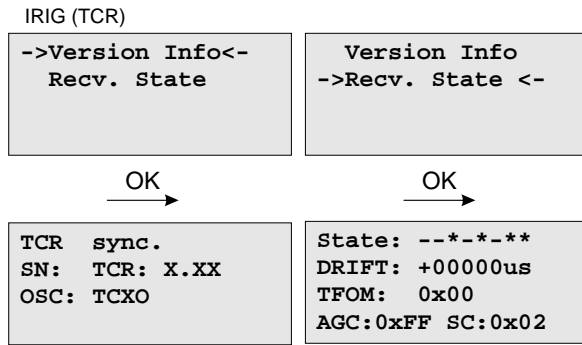 IRIG (TCR)
->Version Info<-
Recv. State
Version Info
->Recv. State <-
OK
OK
TCR sync.
SN: TCR: X.XX
OSC: TCXO
State: --*-*-**
DRIFT: +00000us
TFOM: 0x00
AGC:0xFF SC:0x02